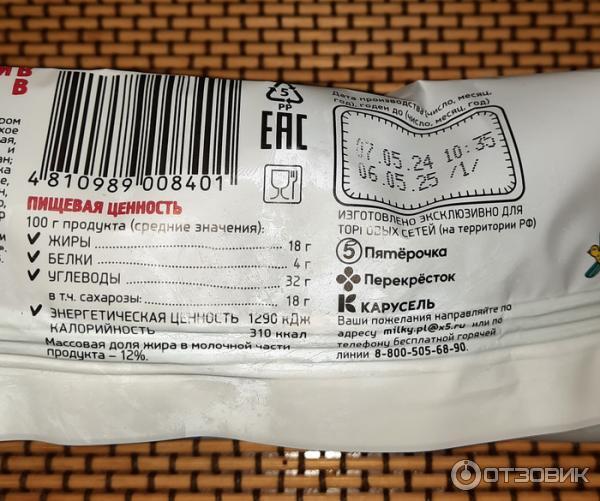 5
PP
EAC
4 810989 008401
ПИЩЕВАЯ ЦЕННОСТЬ
100 г продукта (средние значения):
ЖИРЫ 18 г
БЕЛКИ 4 г
УГЛЕВОДЫ 32 г
в т.ч. сахарозы: 18 г
ЭНЕРГЕТИЧЕСКАЯ ЦЕННОСТЬ 1290 кДж
КАЛОРИЙНОСТЬ 310 ккал
Массовая доля жира в молочной части
продукта – 12%.
Дата производства (число, месяц,
год), годен до (число, месяц, год)
07.05.24 10:35
06.05.25 /1/
ИЗГОТОВЛЕНО ЭКСКЛЮЗИВНО ДЛЯ
ТОРГОВЫХ СЕТЕЙ (на территории РФ)
5 Пятёрочка
Перекрёсток
К КАРУСЕЛЬ
Ваши пожелания направляйте по
адресу milky.pl@x5.ru или по
телефону бесплатной горячей
линии 8-800-505-68-90.
ОТЗОВИК